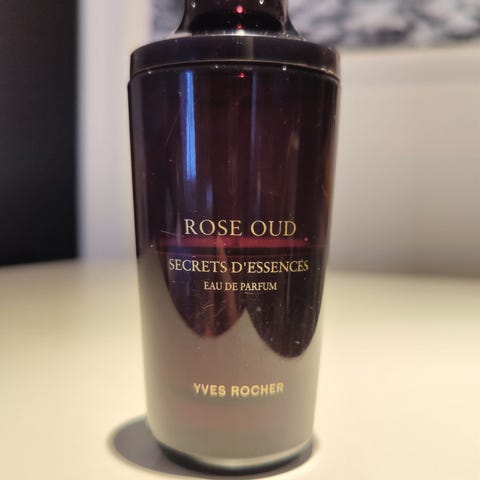 ROSE OUD
SECRETS D'ESSENCES
EAU DE PARFUM
YVES ROCHER